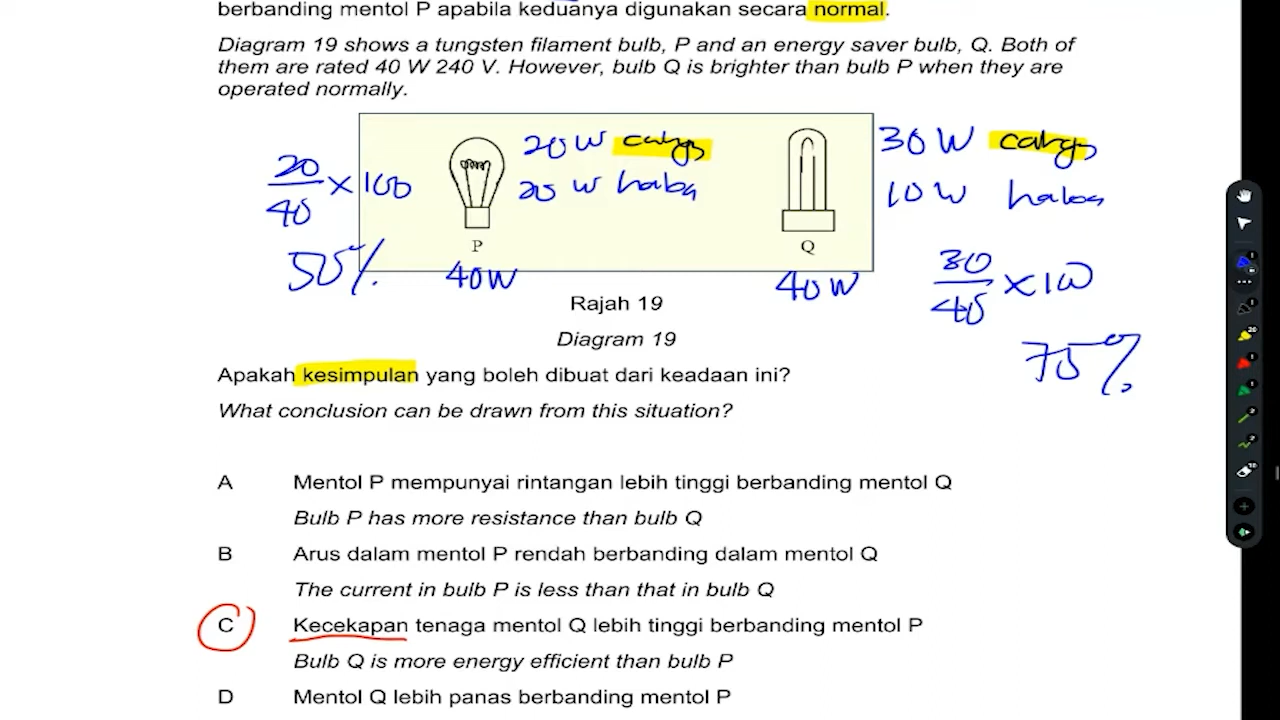 berbanding mentol P apabila keduanya digunakan secara normal.
Diagram 19 shows a tungsten filament bulb, P and an energy saver bulb, Q. Both of
them are rated 40 W 240 V. However, bulb Q is brighter than bulb P when they are
operated normally.
20/40 × 100
50%
20W cahaya
20 W haba
P
40W
30W cahaya
10W haba
Q
40W
30/40 × 100
75%
Rajah 19
Diagram 19
Apakah kesimpulan yang boleh dibuat dari keadaan ini?
What conclusion can be drawn from this situation?
A Mentol P mempunyai rintangan lebih tinggi berbanding mentol Q
Bulb P has more resistance than bulb Q
B Arus dalam mentol P rendah berbanding dalam mentol Q
The current in bulb P is less than that in bulb Q
C Kecekapan tenaga mentol Q lebih tinggi berbanding mentol P
Bulb Q is more energy efficient than bulb P
D Mentol Q lebih panas berbanding mentol P